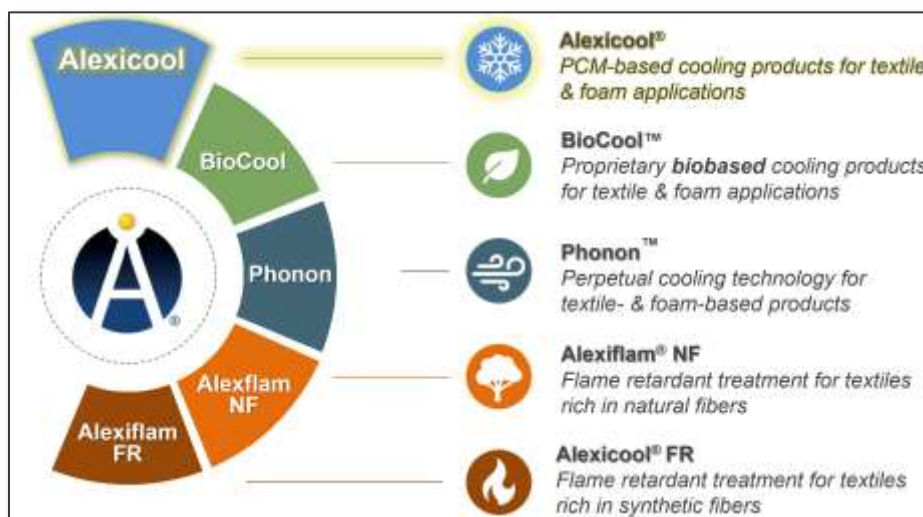 Alexicool
BioCool
Phonon
Alexflam
NF
Alexiflam
FR
®
Alexicool®
PCM-based cooling products for textile
& foam applications
BioCool™
Proprietary biobased cooling products
for textile & foam applications
Phonon™
Perpetual cooling technology for
textile- & foam-based products
Alexiflam® NF
Flame retardant treatment for textiles
rich in natural fibers
Alexicool® FR
Flame retardant treatment for textiles
rich in synthetic fibers